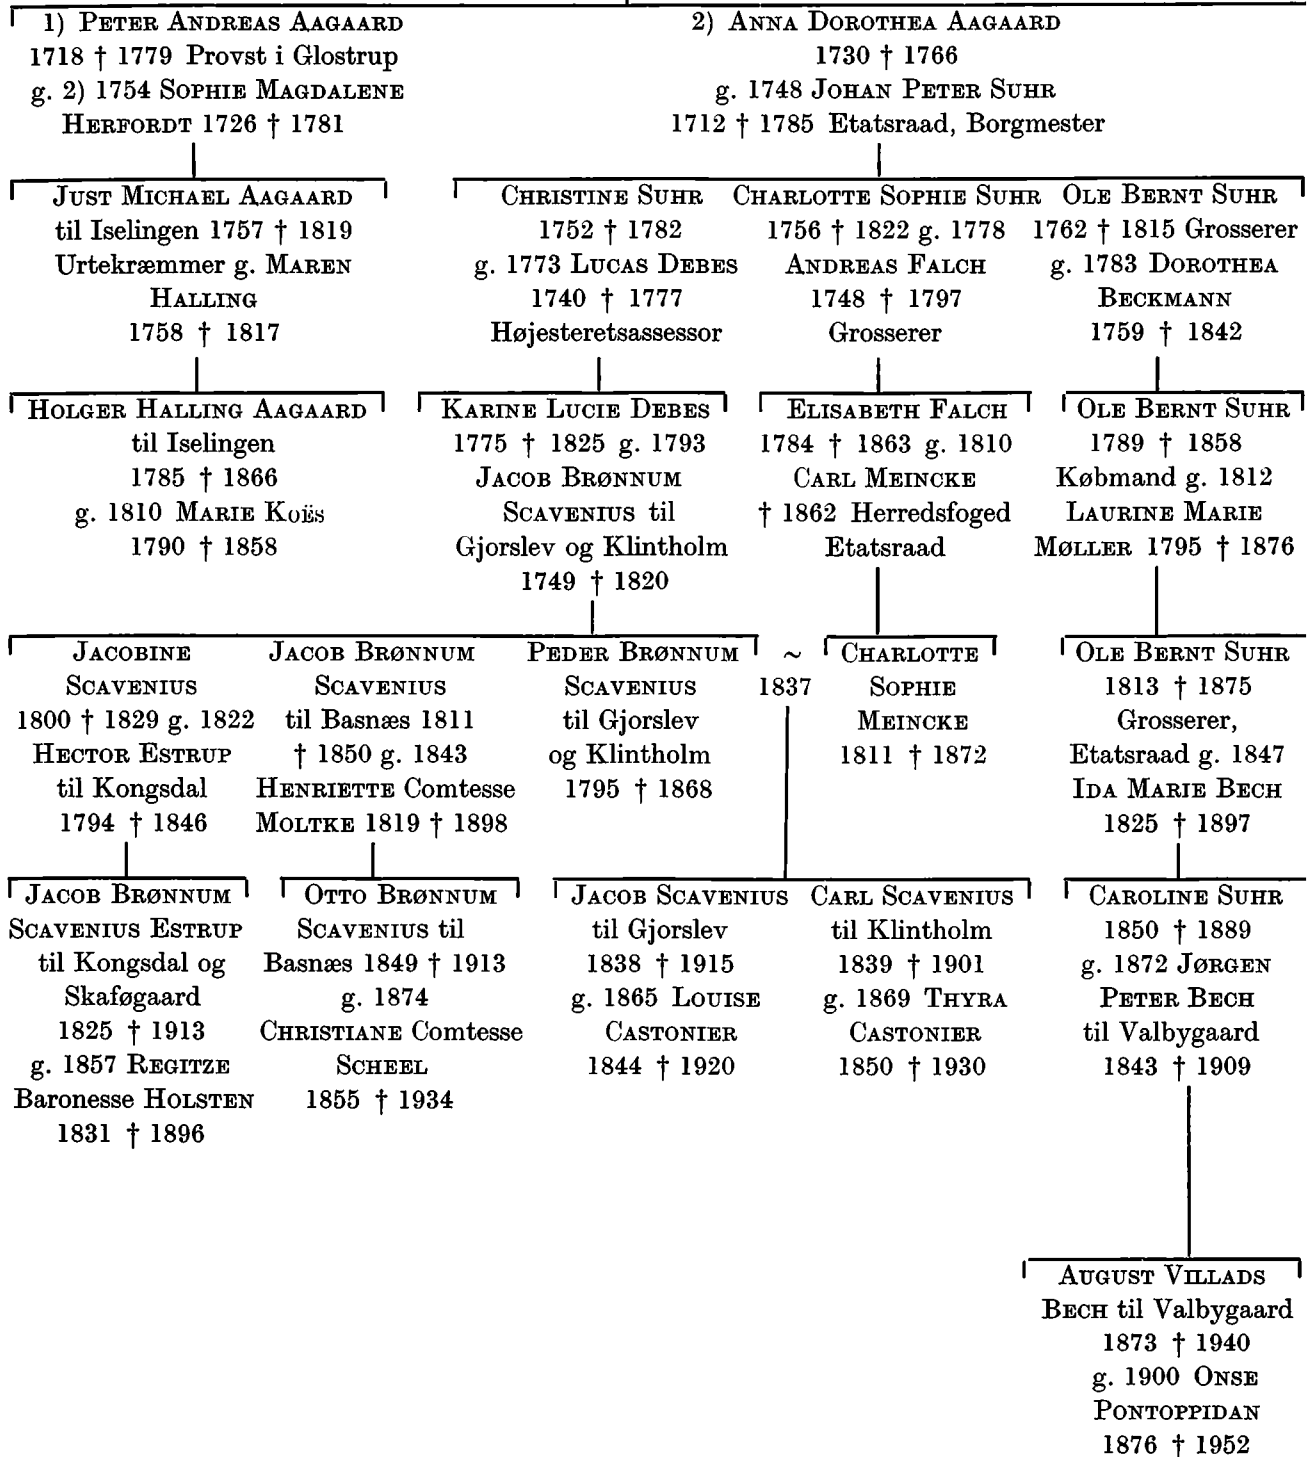 1) PETER ANDREAS AAGAARD
1718 † 1779 Provst i Glostrup
g. 2) 1754 SOPHIE MAGDALENE
HERFORDT 1726 † 1781
2) ANNA DOROTHEA AAGAARD
1730 † 1766
g. 1748 JOHAN PETER SUHR
1712 † 1785 Etatsraad, Borgmester
JUST MICHAEL AAGAARD
til Iselingen 1757 † 1819
Urtekræmmer g. MAREN
HALLING
1758 † 1817
CHRISTINE SUHR
1752 † 1782
g. 1773 LUCAS DEBES
1740 † 1777
Højesteretsassessor
CHARLOTTE SOPHIE SUHR
1756 † 1822 g. 1778
ANDREAS FALCH
1748 † 1797
Grosserer
OLE BERNT SUHR
1762 † 1815 Grosserer
g. 1783 DOROTHEA
BECKMANN
1759 † 1842
HOLGER HALLING AAGAARD
til Iselingen
1785 † 1866
g. 1810 MARIE KOËS
1790 † 1858
KARINE LUCIE DEBES
1775 † 1825 g. 1793
JACOB BRØNNUM
SCAVENIUS til
Gjorslev og Klintholm
1749 † 1820
ELISABETH FALCH
1784 † 1863 g. 1810
CARL MEINCKE
† 1862 Herredsfoged
Etatsraad
OLE BERNT SUHR
1789 † 1858
Købmand g. 1812
LAURINE MARIE
MØLLER 1795 † 1876
JACOBINE
SCAVENIUS
1800 † 1829 g. 1822
HECTOR ESTRUP
til Kongsdal
1794 † 1846
JACOB BRØNNUM
SCAVENIUS
til Basnæs 1811
† 1850 g. 1843
HENRIETTE Comtesse
MOLTKE 1819 † 1898
PEDER BRØNNUM
SCAVENIUS
til Gjorslev
og Klintholm
1795 † 1868
~
1837
CHARLOTTE
SOPHIE
MEINCKE
1811 † 1872
OLE BERNT SUHR
1813 † 1875
Grosserer,
Etatsraad g. 1847
IDA MARIE BECH
1825 † 1897
JACOB BRØNNUM
SCAVENIUS ESTRUP
til Kongsdal og
Skaføgaard
1825 † 1913
g. 1857 REGITZE
Baronesse HOLSTEN
1831 † 1896
OTTO BRØNNUM
SCAVENIUS til
Basnæs 1849 † 1913
g. 1874
CHRISTIANE Comtesse
SCHEEL
1855 † 1934
JACOB SCAVENIUS
til Gjorslev
1838 † 1915
g. 1865 LOUISE
CASTONIER
1844 † 1920
CARL SCAVENIUS
til Klintholm
1839 † 1901
g. 1869 THYRA
CASTONIER
1850 † 1930
CAROLINE SUHR
1850 † 1889
g. 1872 JØRGEN
PETER BECH
til Valbygaard
1843 † 1909
AUGUST VILLADS
BECH til Valbygaard
1873 † 1940
g. 1900 ONSE
PONTOPPIDAN
1876 † 1952